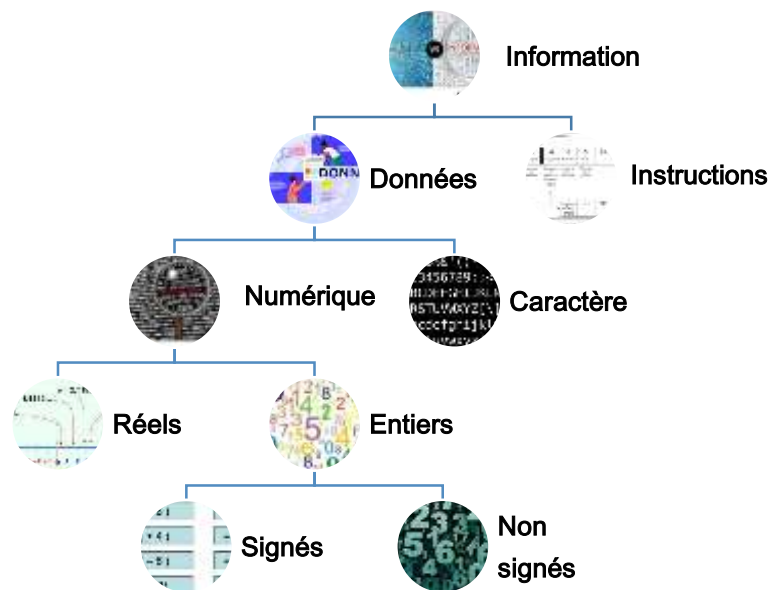 Information
Données
Instructions
Numérique
Caractère
Réels
Entiers
Signés
Non
signés